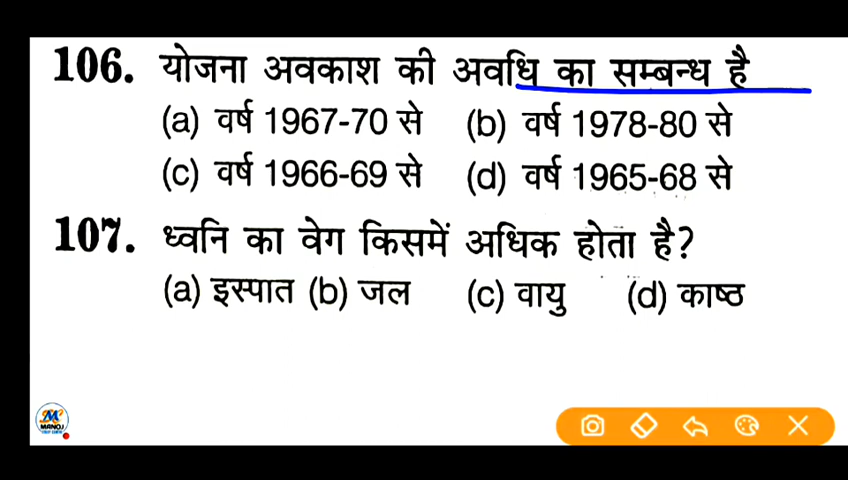 106. योजना अवकाश की अवधि का सम्बन्ध है
(a) वर्ष 1967-70 से (b) वर्ष 1978-80 से
(c) वर्ष 1966-69 से (d) वर्ष 1965-68 से
107. ध्वनि का वेग किसमें अधिक होता है?
(a) इस्पात (b) जल (c) वायु (d) काष्ठ
MANOJ